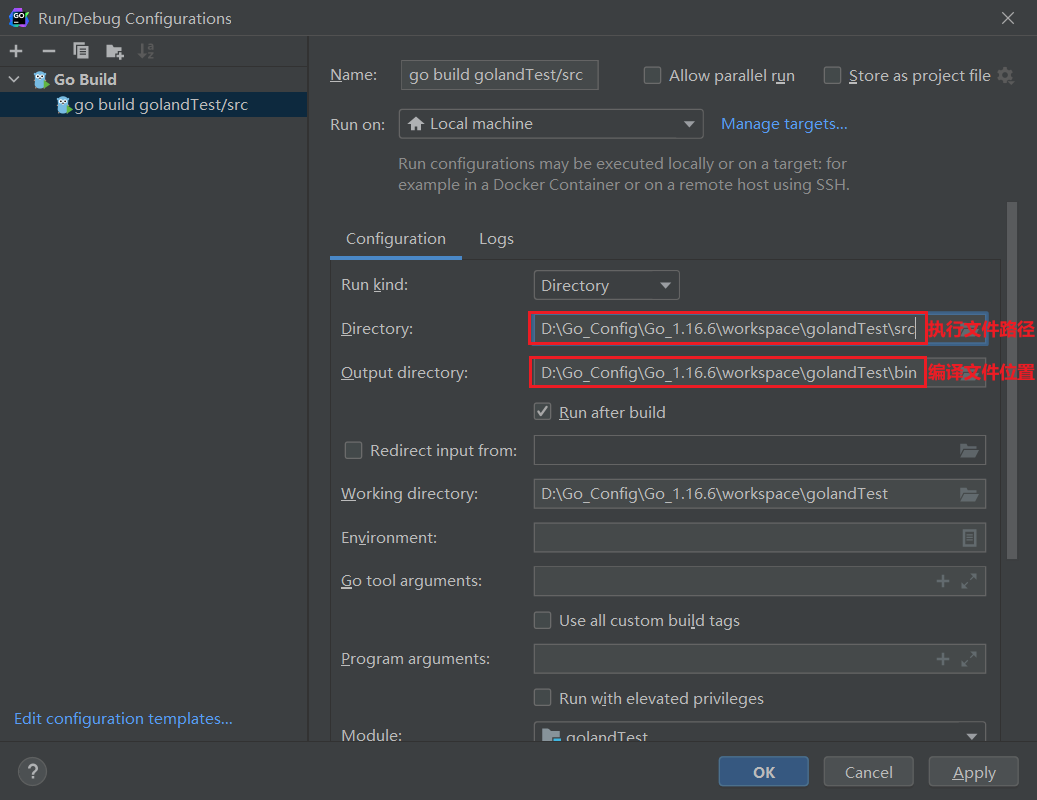 Run/Debug Configurations
Go Build
go build golandTest/src
Name: go build golandTest/src Allow parallel run Store as project file
Run on: Local machine Manage targets...
Run configurations may be executed locally or on a target: for
example in a Docker Container or on a remote host using SSH.
Configuration Logs
Run kind: Directory
Directory: D:\Go_Config\Go_1.16.6\workspace\golandTest\src 执行文件路径
Output directory: D:\Go_Config\Go_1.16.6\workspace\golandTest\bin 编译文件位置
Run after build
Redirect input from:
Working directory: D:\Go_Config\Go_1.16.6\workspace\golandTest
Environment:
Go tool arguments:
Use all custom build tags
Program arguments:
Run with elevated privileges
Module: golandTest
Edit configuration templates...
? OK Cancel Apply